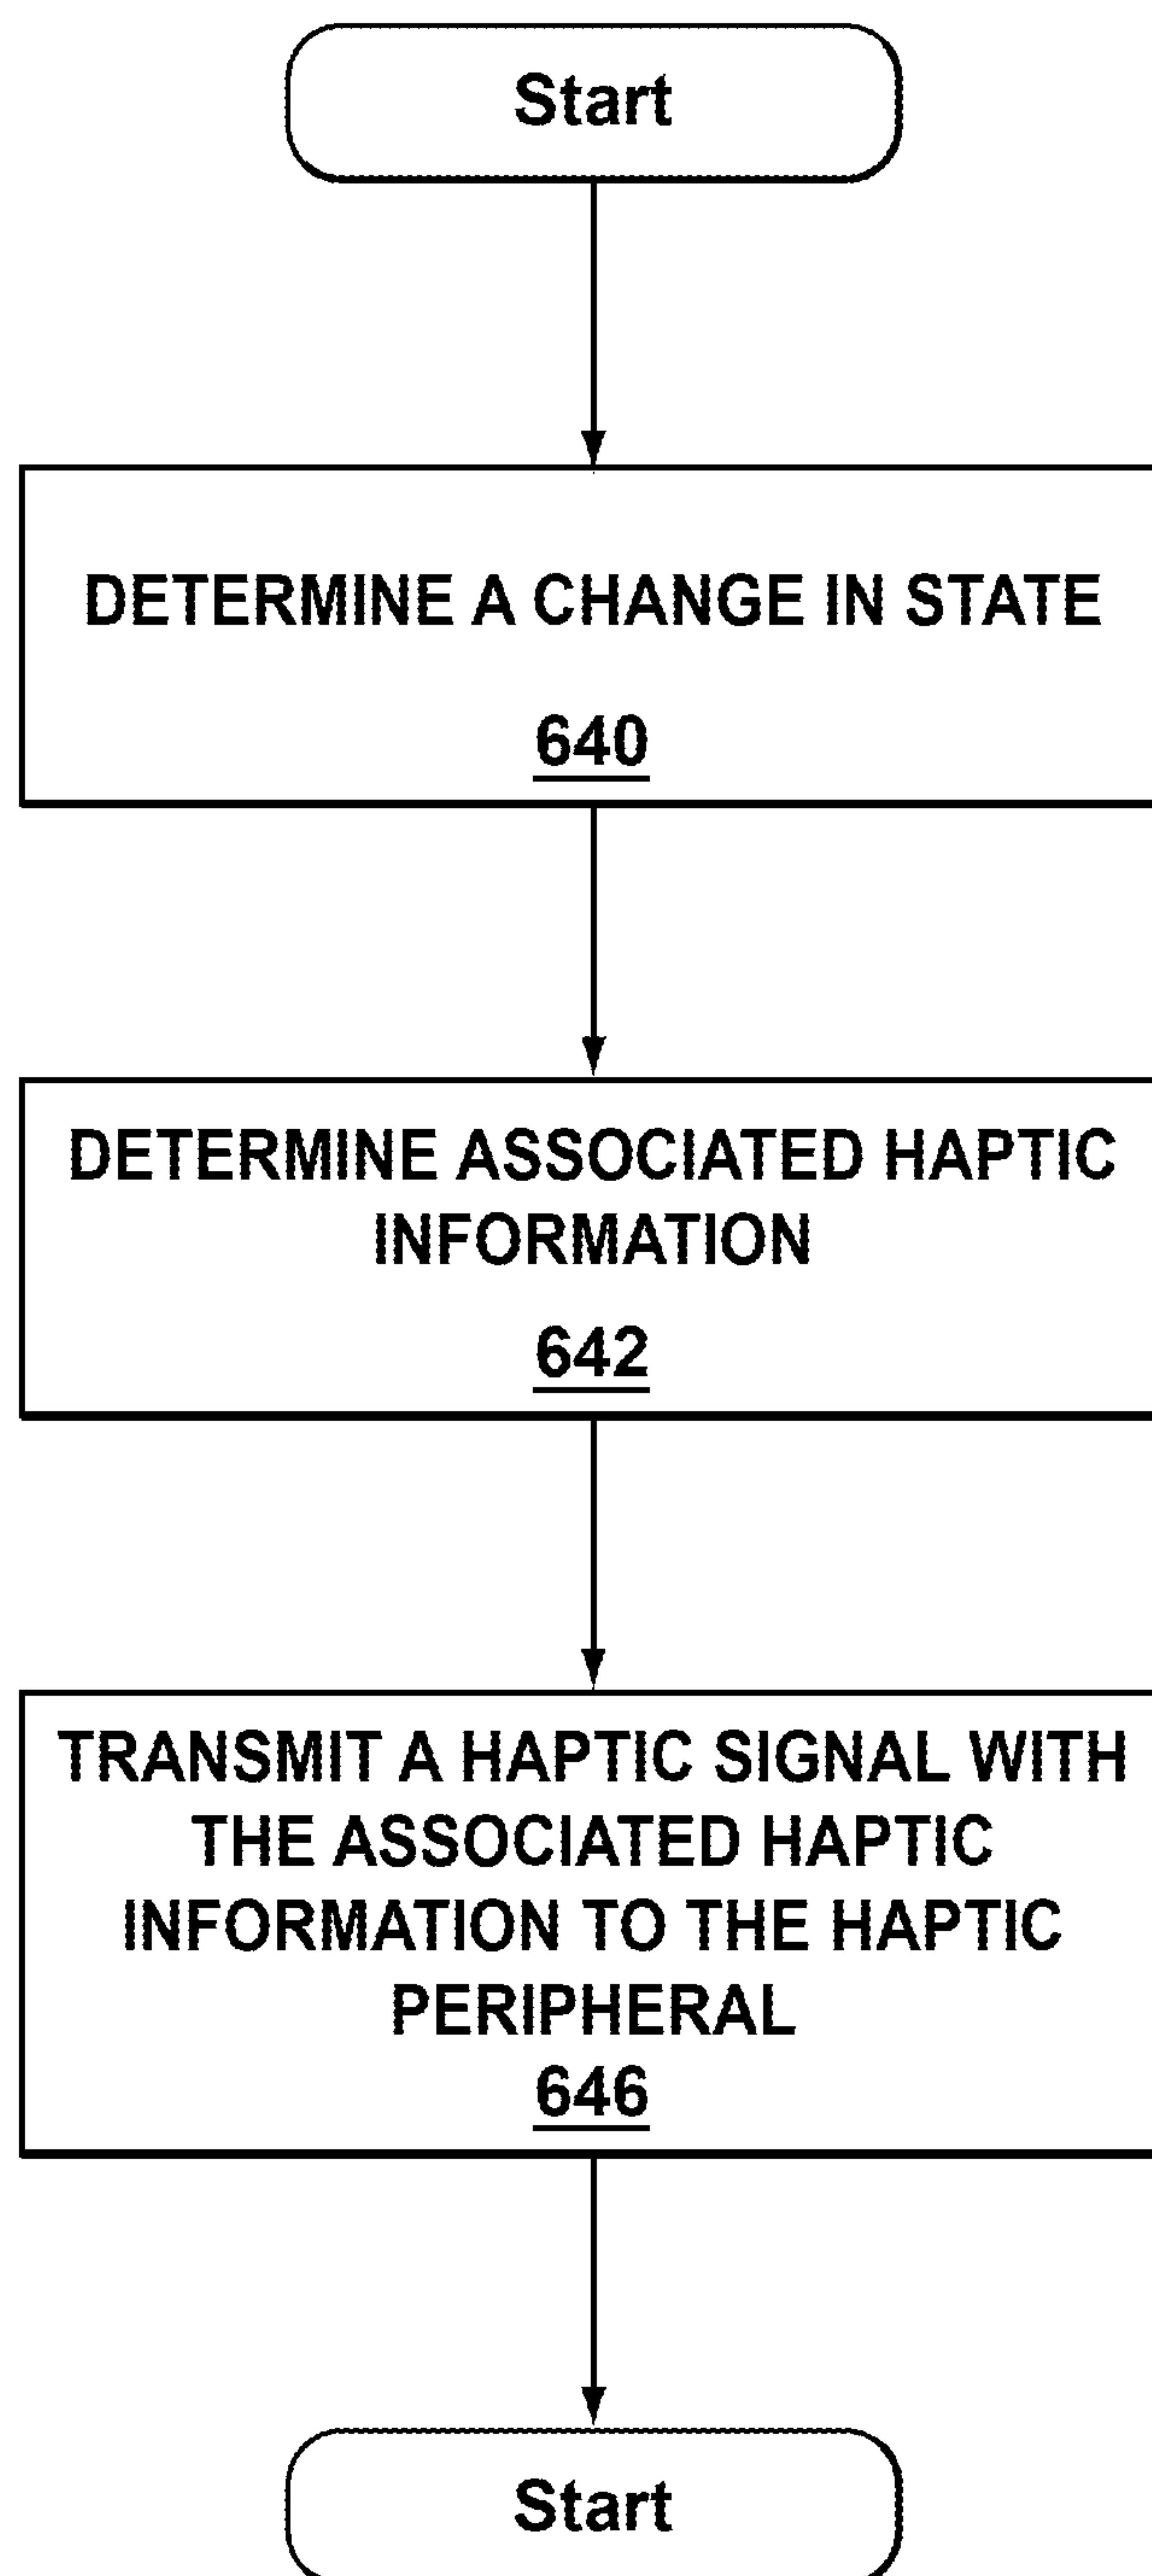 Start
DETERMINE A CHANGE IN STATE
640
DETERMINE ASSOCIATED HAPTIC
INFORMATION
642
TRANSMIT A HAPTIC SIGNAL WITH
THE ASSOCIATED HAPTIC
INFORMATION TO THE HAPTIC
PERIPHERAL
646
Start